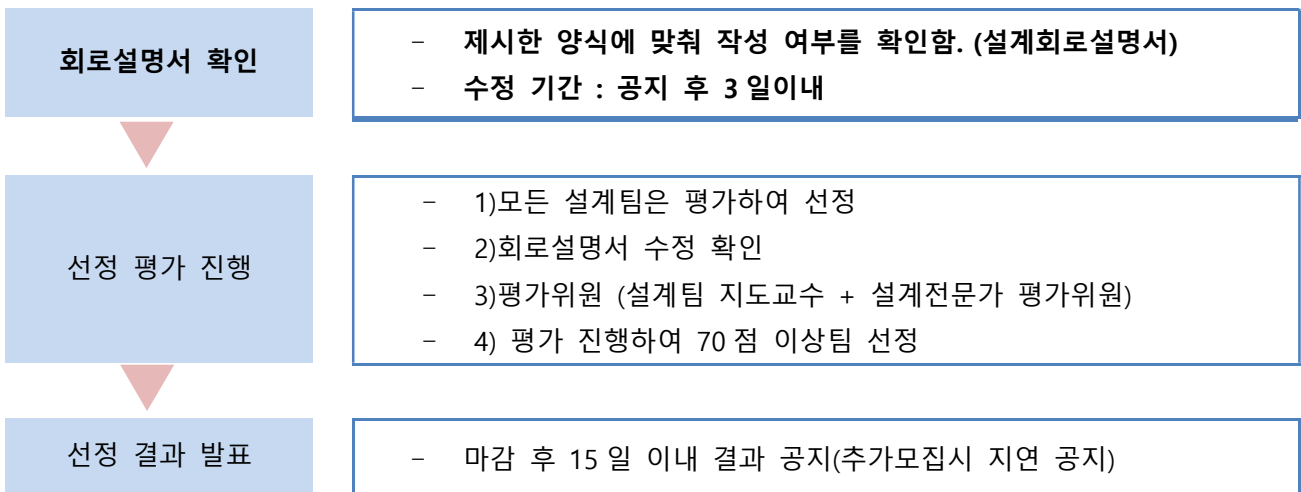 회로설명서 확인
- 제시한 양식에 맞춰 작성 여부를 확인함. (설계회로설명서)
- 수정 기간 : 공지 후 3일이내
선정 평가 진행
- 1)모든 설계팀은 평가하여 선정
- 2)회로설명서 수정 확인
- 3)평가위원 (설계팀 지도교수 + 설계전문가 평가위원)
- 4) 평가 진행하여 70점 이상팀 선정
선정 결과 발표
- 마감 후 15일 이내 결과 공지(추가모집시 지연 공지)